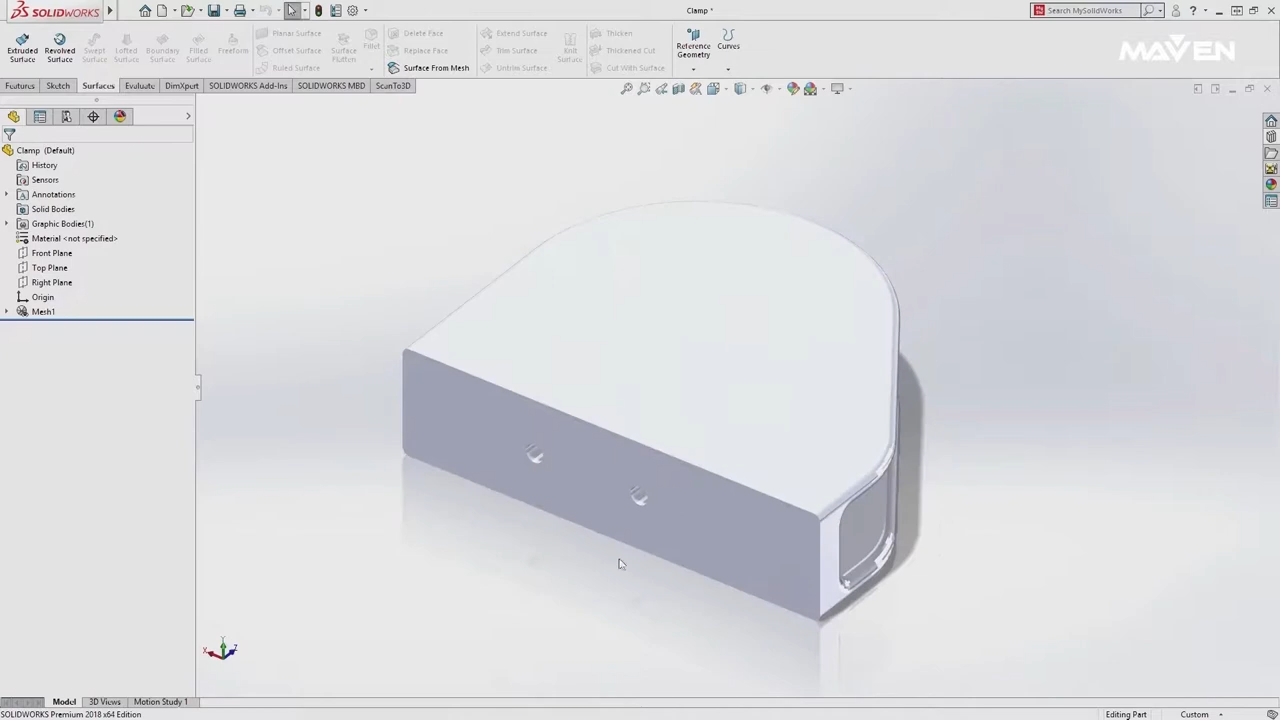 SOLIDWORKS
Clamp *
Search MySolidWorks
Extruded Surface
Revolved Surface
Swept Surface
Lofted Surface
Boundary Surface
Filled Surface
Freeform
Planar Surface
Offset Surface
Ruled Surface
Surface Flatten
Fillet
Delete Face
Replace Face
Surface From Mesh
Extend Surface
Trim Surface
Untrim Surface
Knit Surface
Thicken
Thickened Cut
Cut With Surface
Reference Geometry
Curves
MAVEN
Features
Sketch
Surfaces
Evaluate
DimXpert
SOLIDWORKS Add-Ins
SOLIDWORKS MBD
ScanTo3D
Clamp (Default)
History
Sensors
Annotations
Solid Bodies
Graphic Bodies(1)
Material <not specified>
Front Plane
Top Plane
Right Plane
Origin
Mesh1
Y
X
Z
Model
3D Views
Motion Study 1
SOLIDWORKS Premium 2018 x64 Edition
Editing Part
Custom